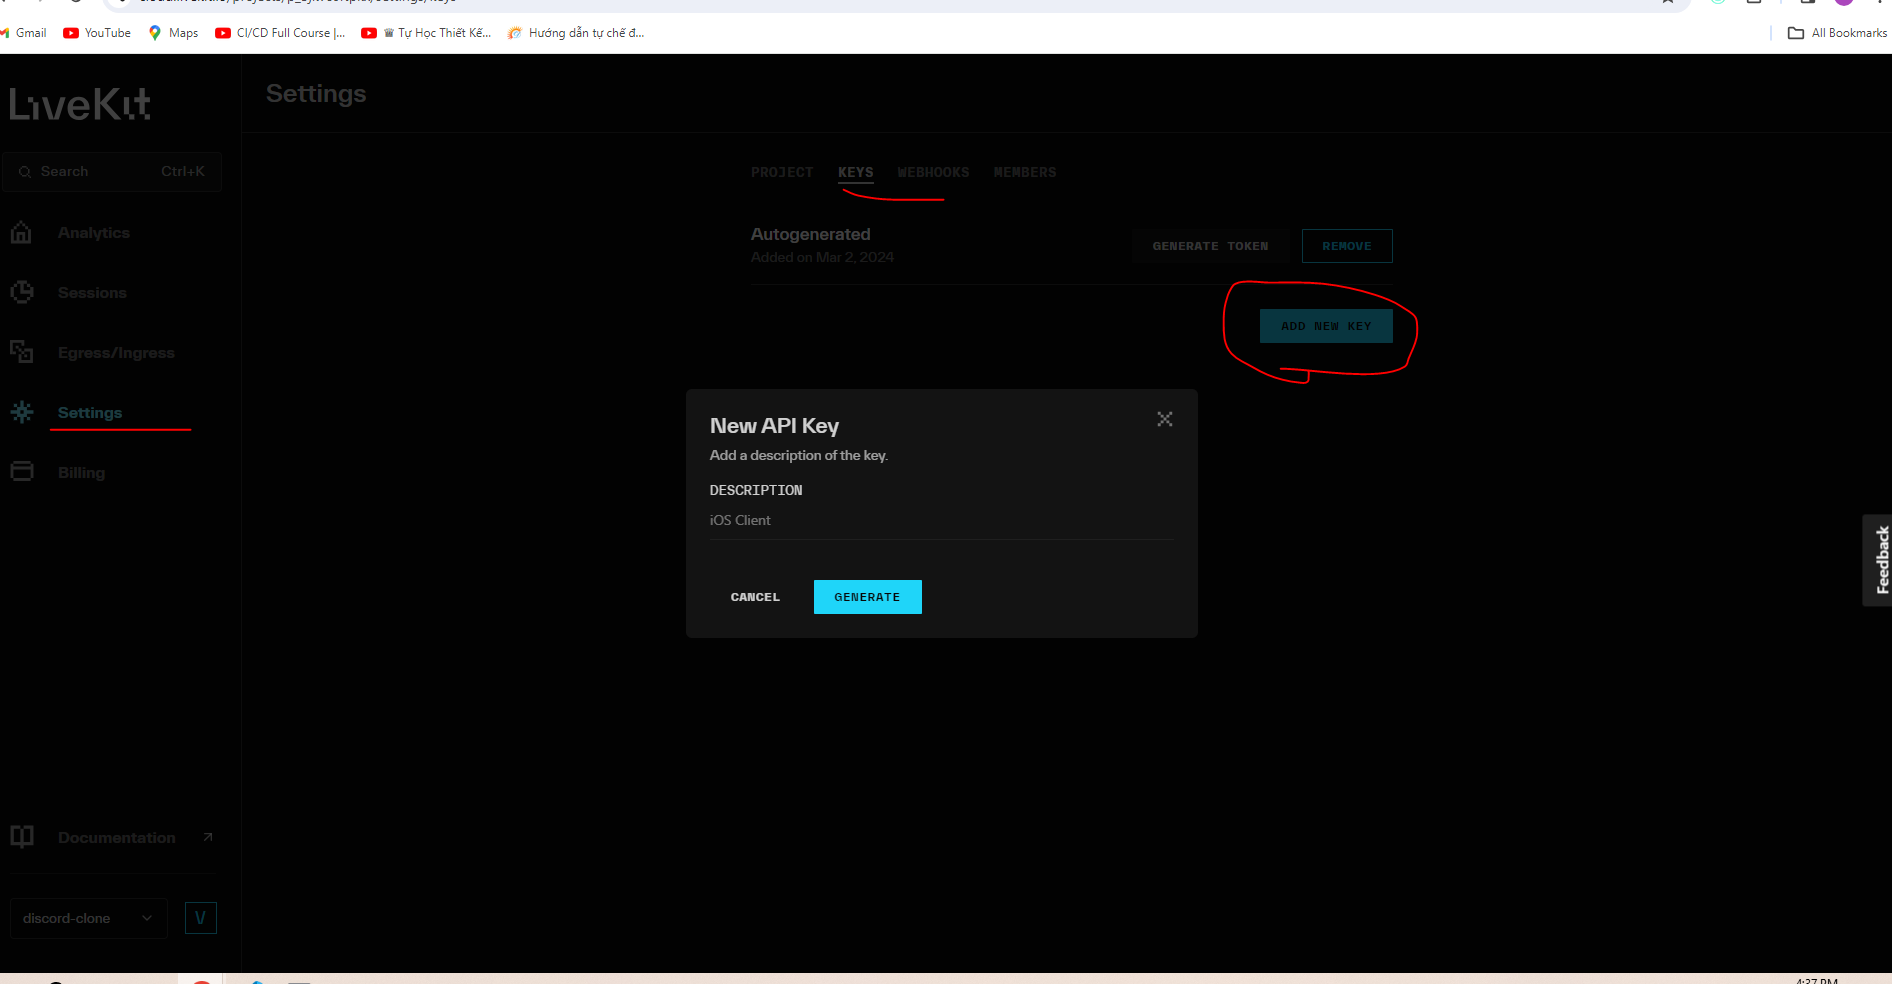 Gmail YouTube Maps CI/CD Full Course |... Tự Học Thiết Kế... Hướng dẫn tự chế đ... All Bookmarks
LiveKit
Settings
Search Ctrl+K
PROJECT KEYS WEBHOOKS MEMBERS
Analytics
Autogenerated
Added on Mar 2, 2024
GENERATE TOKEN REMOVE
Sessions
ADD NEW KEY
Egress/Ingress
Settings
Billing
New API Key
Add a description of the key.
DESCRIPTION
iOS Client
CANCEL GENERATE
Feedback
Documentation
discord-clone V
4:37 PM